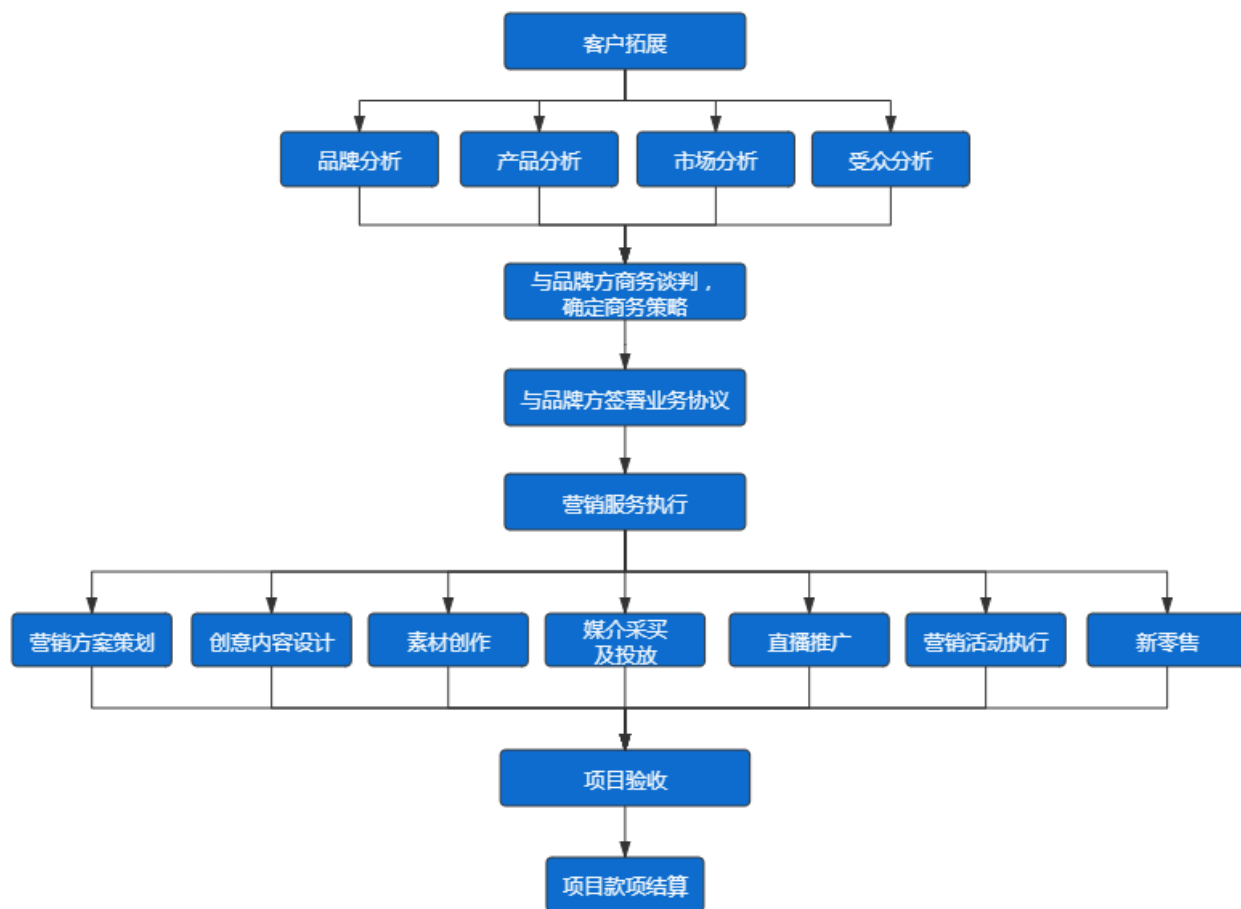 客户拓展
品牌分析
产品分析
市场分析
受众分析
与品牌方商务谈判，
确定商务策略
与品牌方签署业务协议
营销服务执行
营销方案策划
创意内容设计
素材创作
媒介采买
及投放
直播推广
营销活动执行
新零售
项目验收
项目款项结算